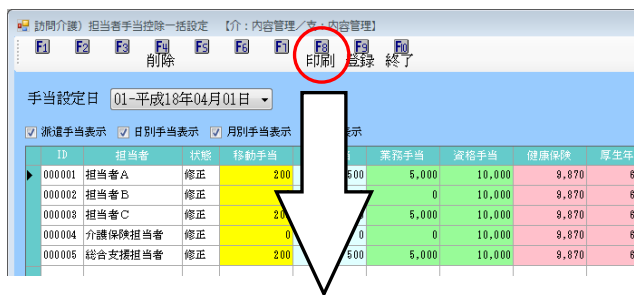 訪問介護）担当者手当控除一括設定 【介：内容管理／支：内容管理】
F1 F2 F3 F4 F5 F6 F7 F8 F9 F10
削除 印刷 登録 終了
手当設定日 01-平成18年04月01日
派遣手当表示 日別手当表示 月別手当表示 表示
ID 担当者 状態 移動手当 業務手当 資格手当 健康保険 厚生年
000001 担当者A 修正 200 500 5,000 10,000 9,870
000002 担当者B 修正 0 10,000 9,870
000003 担当者C 修正 500 5,000 10,000 9,870
000004 介護保険担当者 修正 0 0 0 10,000 9,870
000005 総合支援担当者 修正 200 500 5,000 10,000 9,870